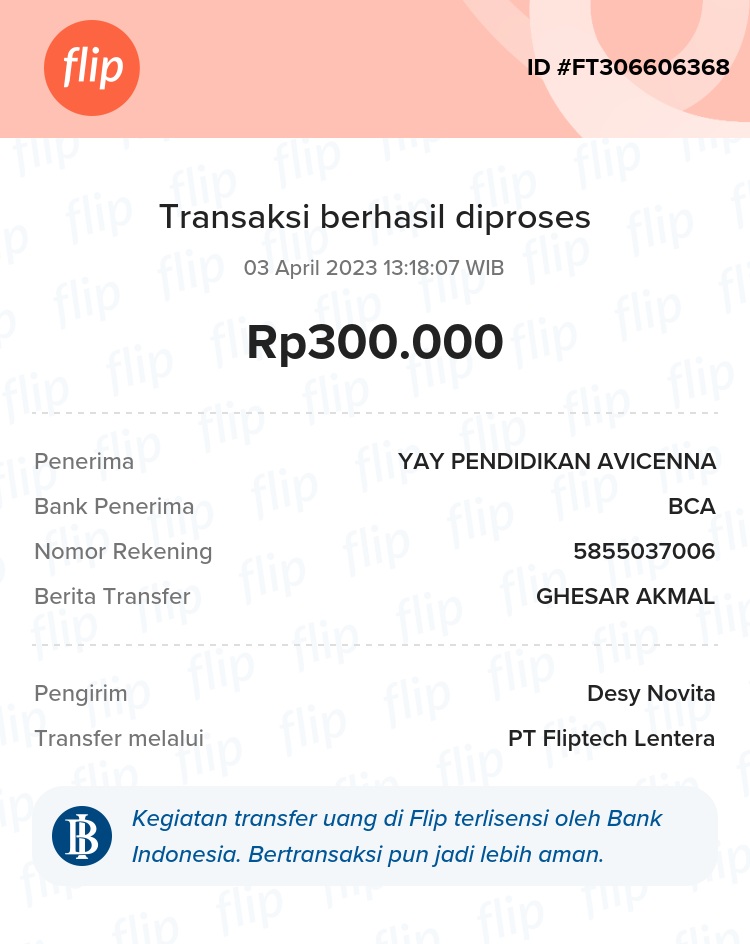 flip
ID #FT306606368
Transaksi berhasil diproses
03 April 2023 13:18:07 WIB
Rp300.000
Penerima YAY PENDIDIKAN AVICENNA
Bank Penerima BCA
Nomor Rekening 5855037006
Berita Transfer GHESAR AKMAL
Pengirim Desy Novita
Transfer melalui PT Fliptech Lentera
Kegiatan transfer uang di Flip terlisensi oleh Bank
Indonesia. Bertransaksi pun jadi lebih aman.